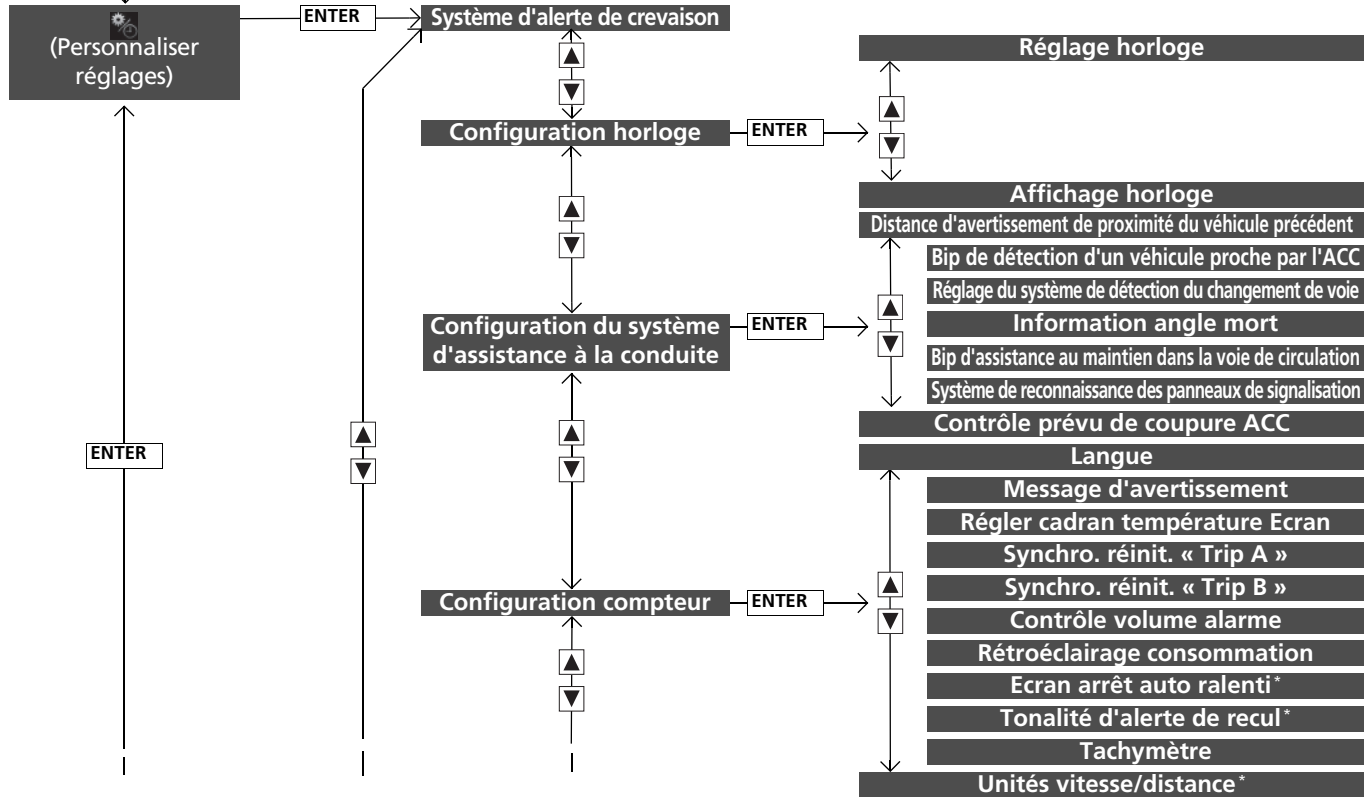 (Personnaliser
réglages)
ENTER
Système d'alerte de crevaison
▲
▼
Configuration horloge
ENTER
Réglage horloge
▲
▼
Affichage horloge
▲
▼
Configuration du système
d'assistance à la conduite
ENTER
Distance d'avertissement de proximité du véhicule précédent
Bip de détection d'un véhicule proche par l'ACC
Réglage du système de détection du changement de voie
▲
▼
Information angle mort
Bip d'assistance au maintien dans la voie de circulation
Système de reconnaissance des panneaux de signalisation
Contrôle prévu de coupure ACC
ENTER
▲
▼
▲
▼
Configuration compteur
ENTER
Langue
Message d'avertissement
Régler cadran température Ecran
Synchro. réinit. « Trip A »
▲
▼
Synchro. réinit. « Trip B »
Contrôle volume alarme
Rétroéclairage consommation
Ecran arrêt auto ralenti*
Tonalité d'alerte de recul*
Tachymètre
Unités vitesse/distance*
▲
▼